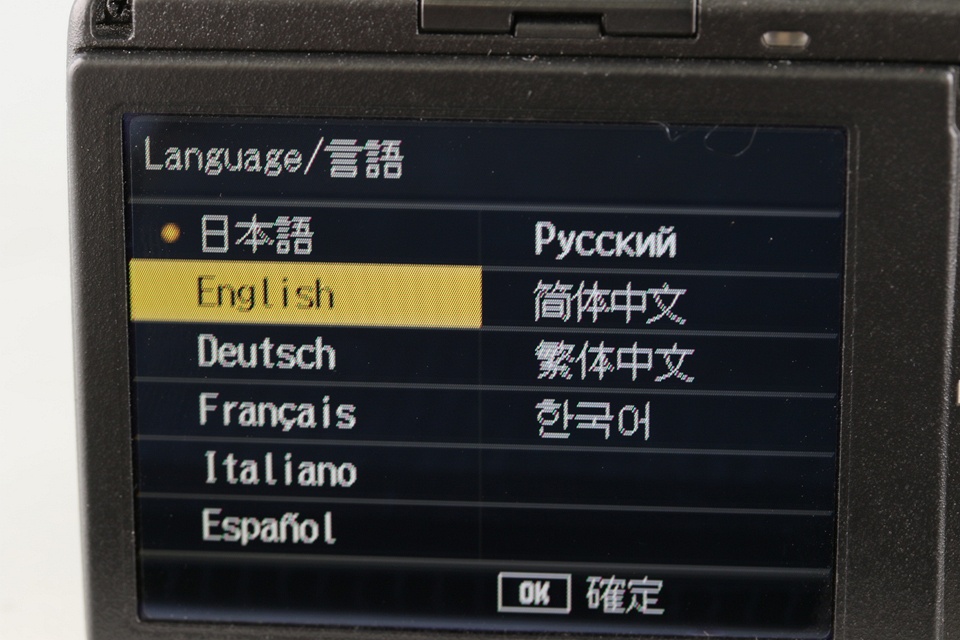 Language/言語
日本語
English
Deutsch
Français
Italiano
Español
Русский
简体中文
繁体中文
한국어
OK 確定